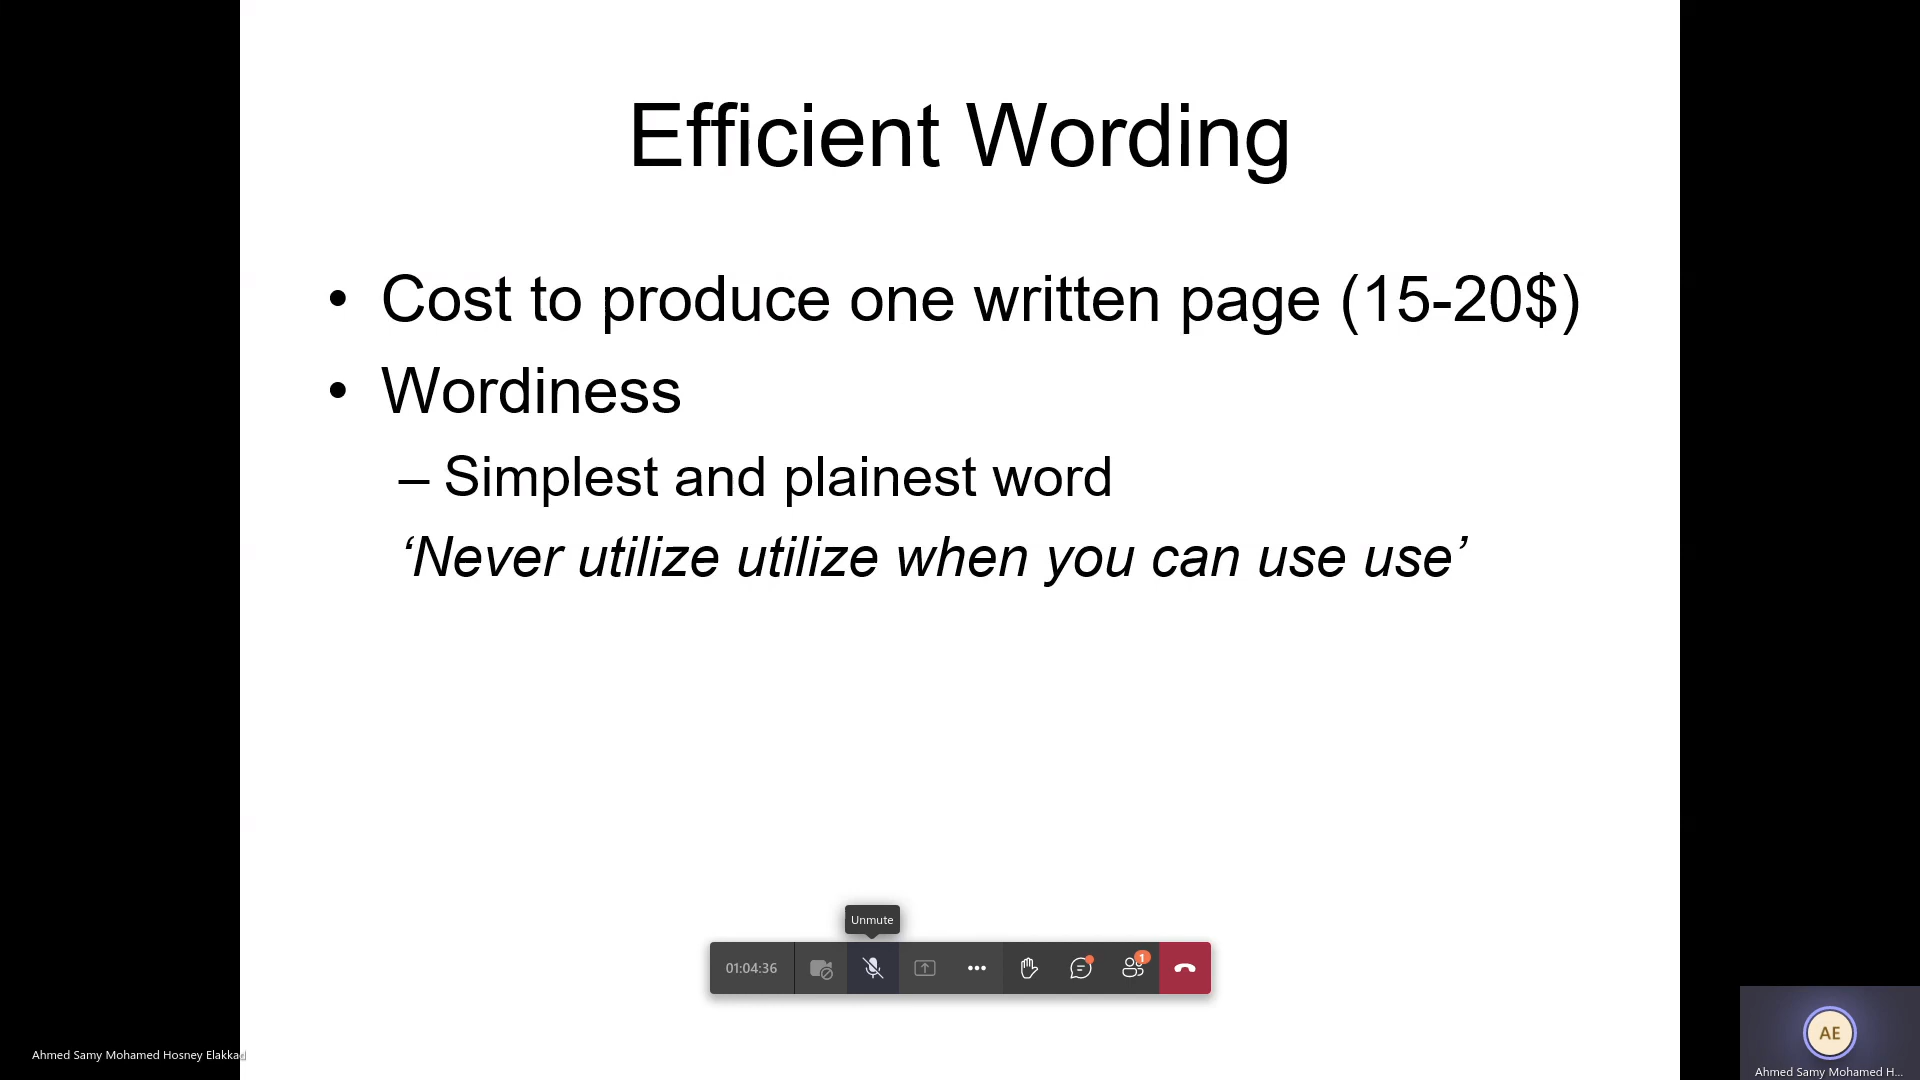 Efficient Wording
• Cost to produce one written page (15-20$)
• Wordiness
– Simplest and plainest word
‘Never utilize utilize when you can use use’
Unmute
01:04:36
1
AE
Ahmed Samy Mohamed Hosney Elakkad
Ahmed Samy Mohamed H...